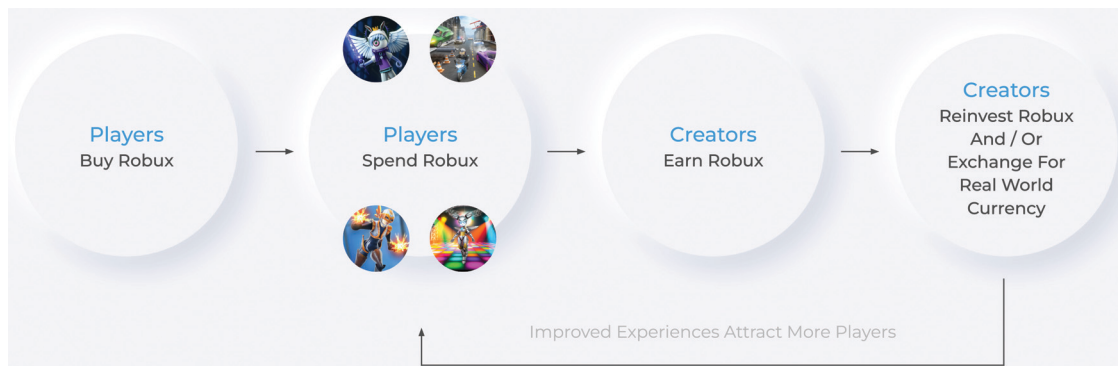 Players
Buy Robux
Players
Spend Robux
Creators
Earn Robux
Creators
Reinvest Robux
And / Or
Exchange For
Real World
Currency
Improved Experiences Attract More Players